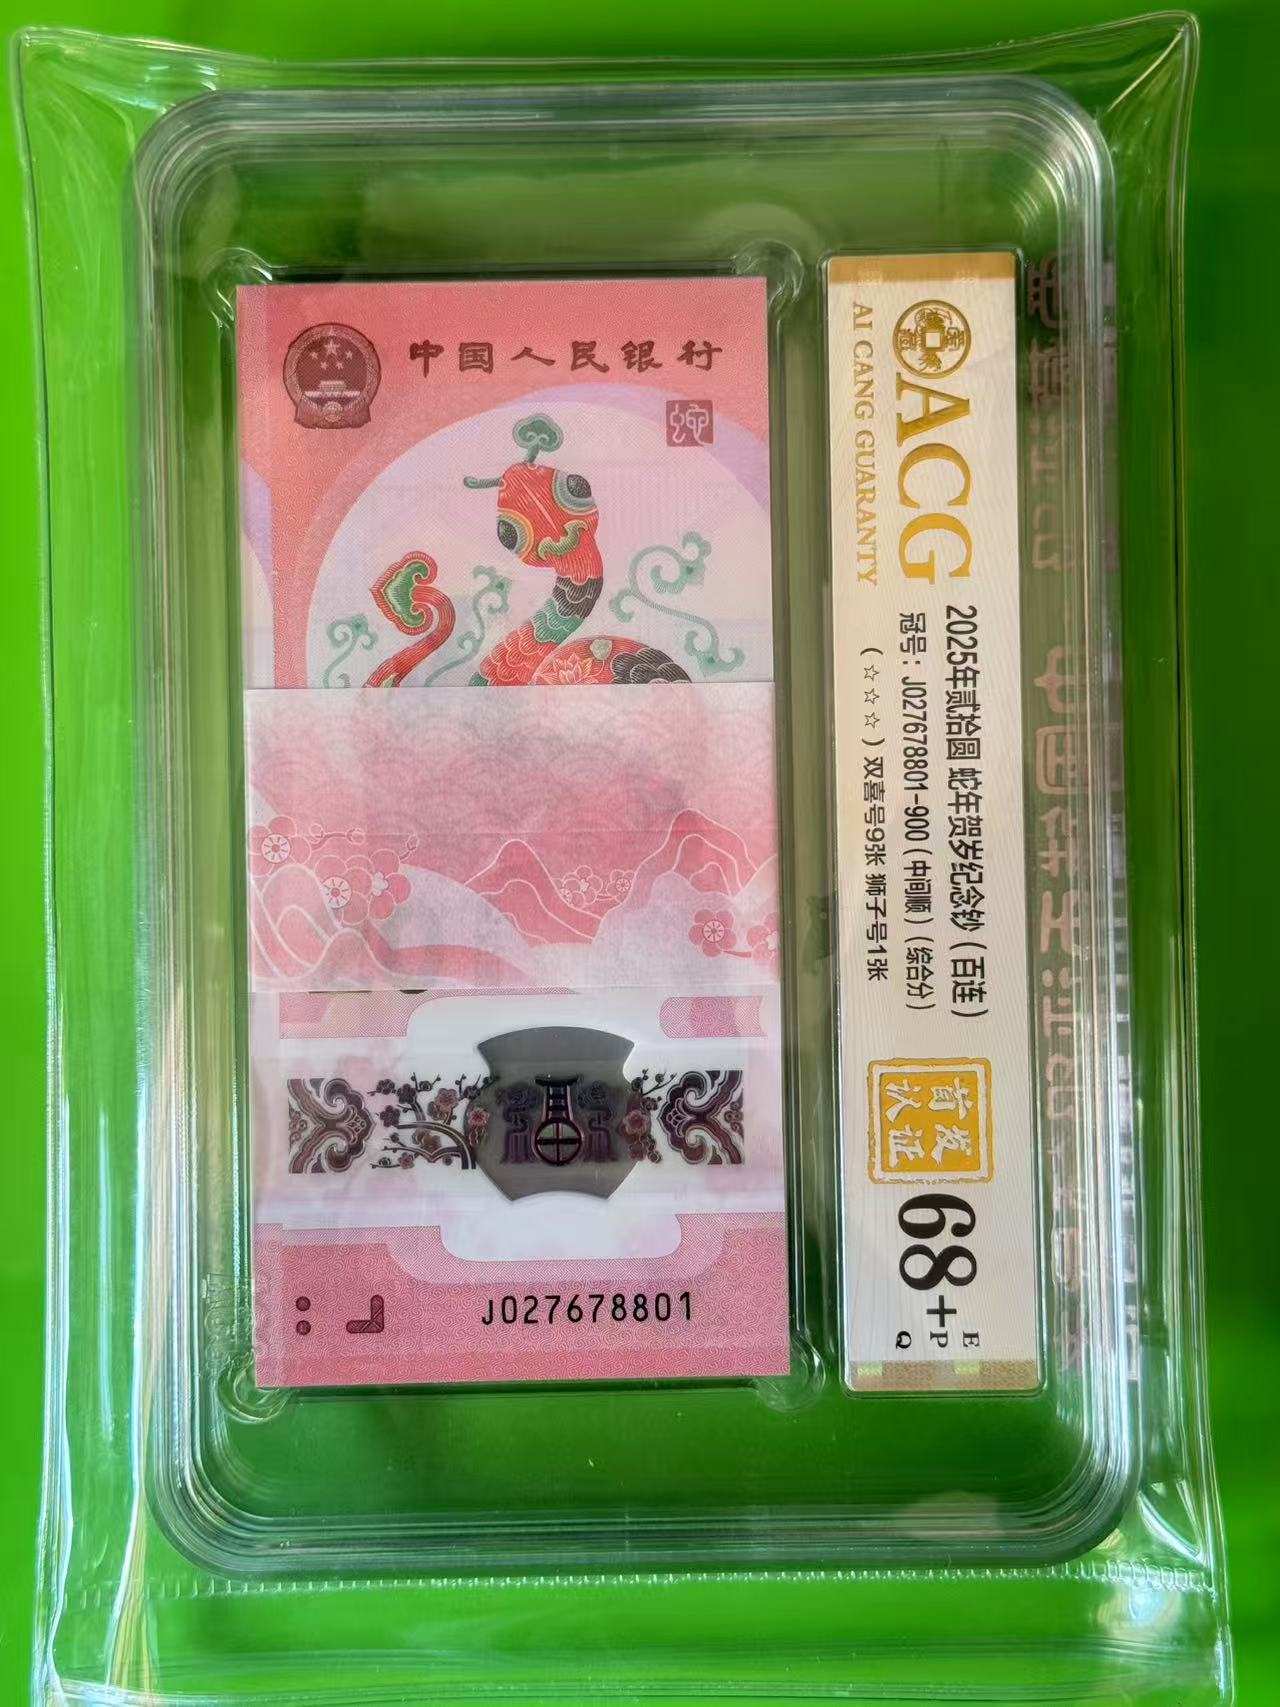 中国人民银行
蛇
J027678801
ACG
AI CANG GUARANTY
2025年贰拾圆 蛇年贺岁纪念钞（百连）
冠号：J027678801-900（中间顺）（综合分）
（☆☆☆）双喜号9张 狮子号1张
首发
认证
68+
E
P
Q